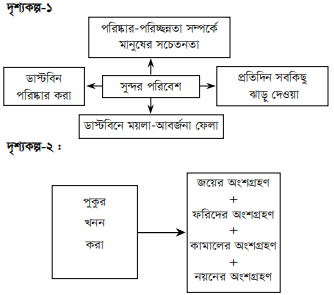 দৃশ্যকল্প-১
পরিষ্কার-পরিচ্ছন্নতা সম্পর্কে
মানুষের সচেতনতা
ডাস্টবিন
পরিষ্কার করা
সুন্দর পরিবেশ
প্রতিদিন সবকিছু
ঝাড়ু দেওয়া
ডাস্টবিনে ময়লা-আবর্জনা ফেলা
দৃশ্যকল্প-২ :
পুকুর
খনন
করা
জয়ের অংশগ্রহণ
+
ফরিদের অংশগ্রহণ
+
কামালের অংশগ্রহণ
+
নয়নের অংশগ্রহণ